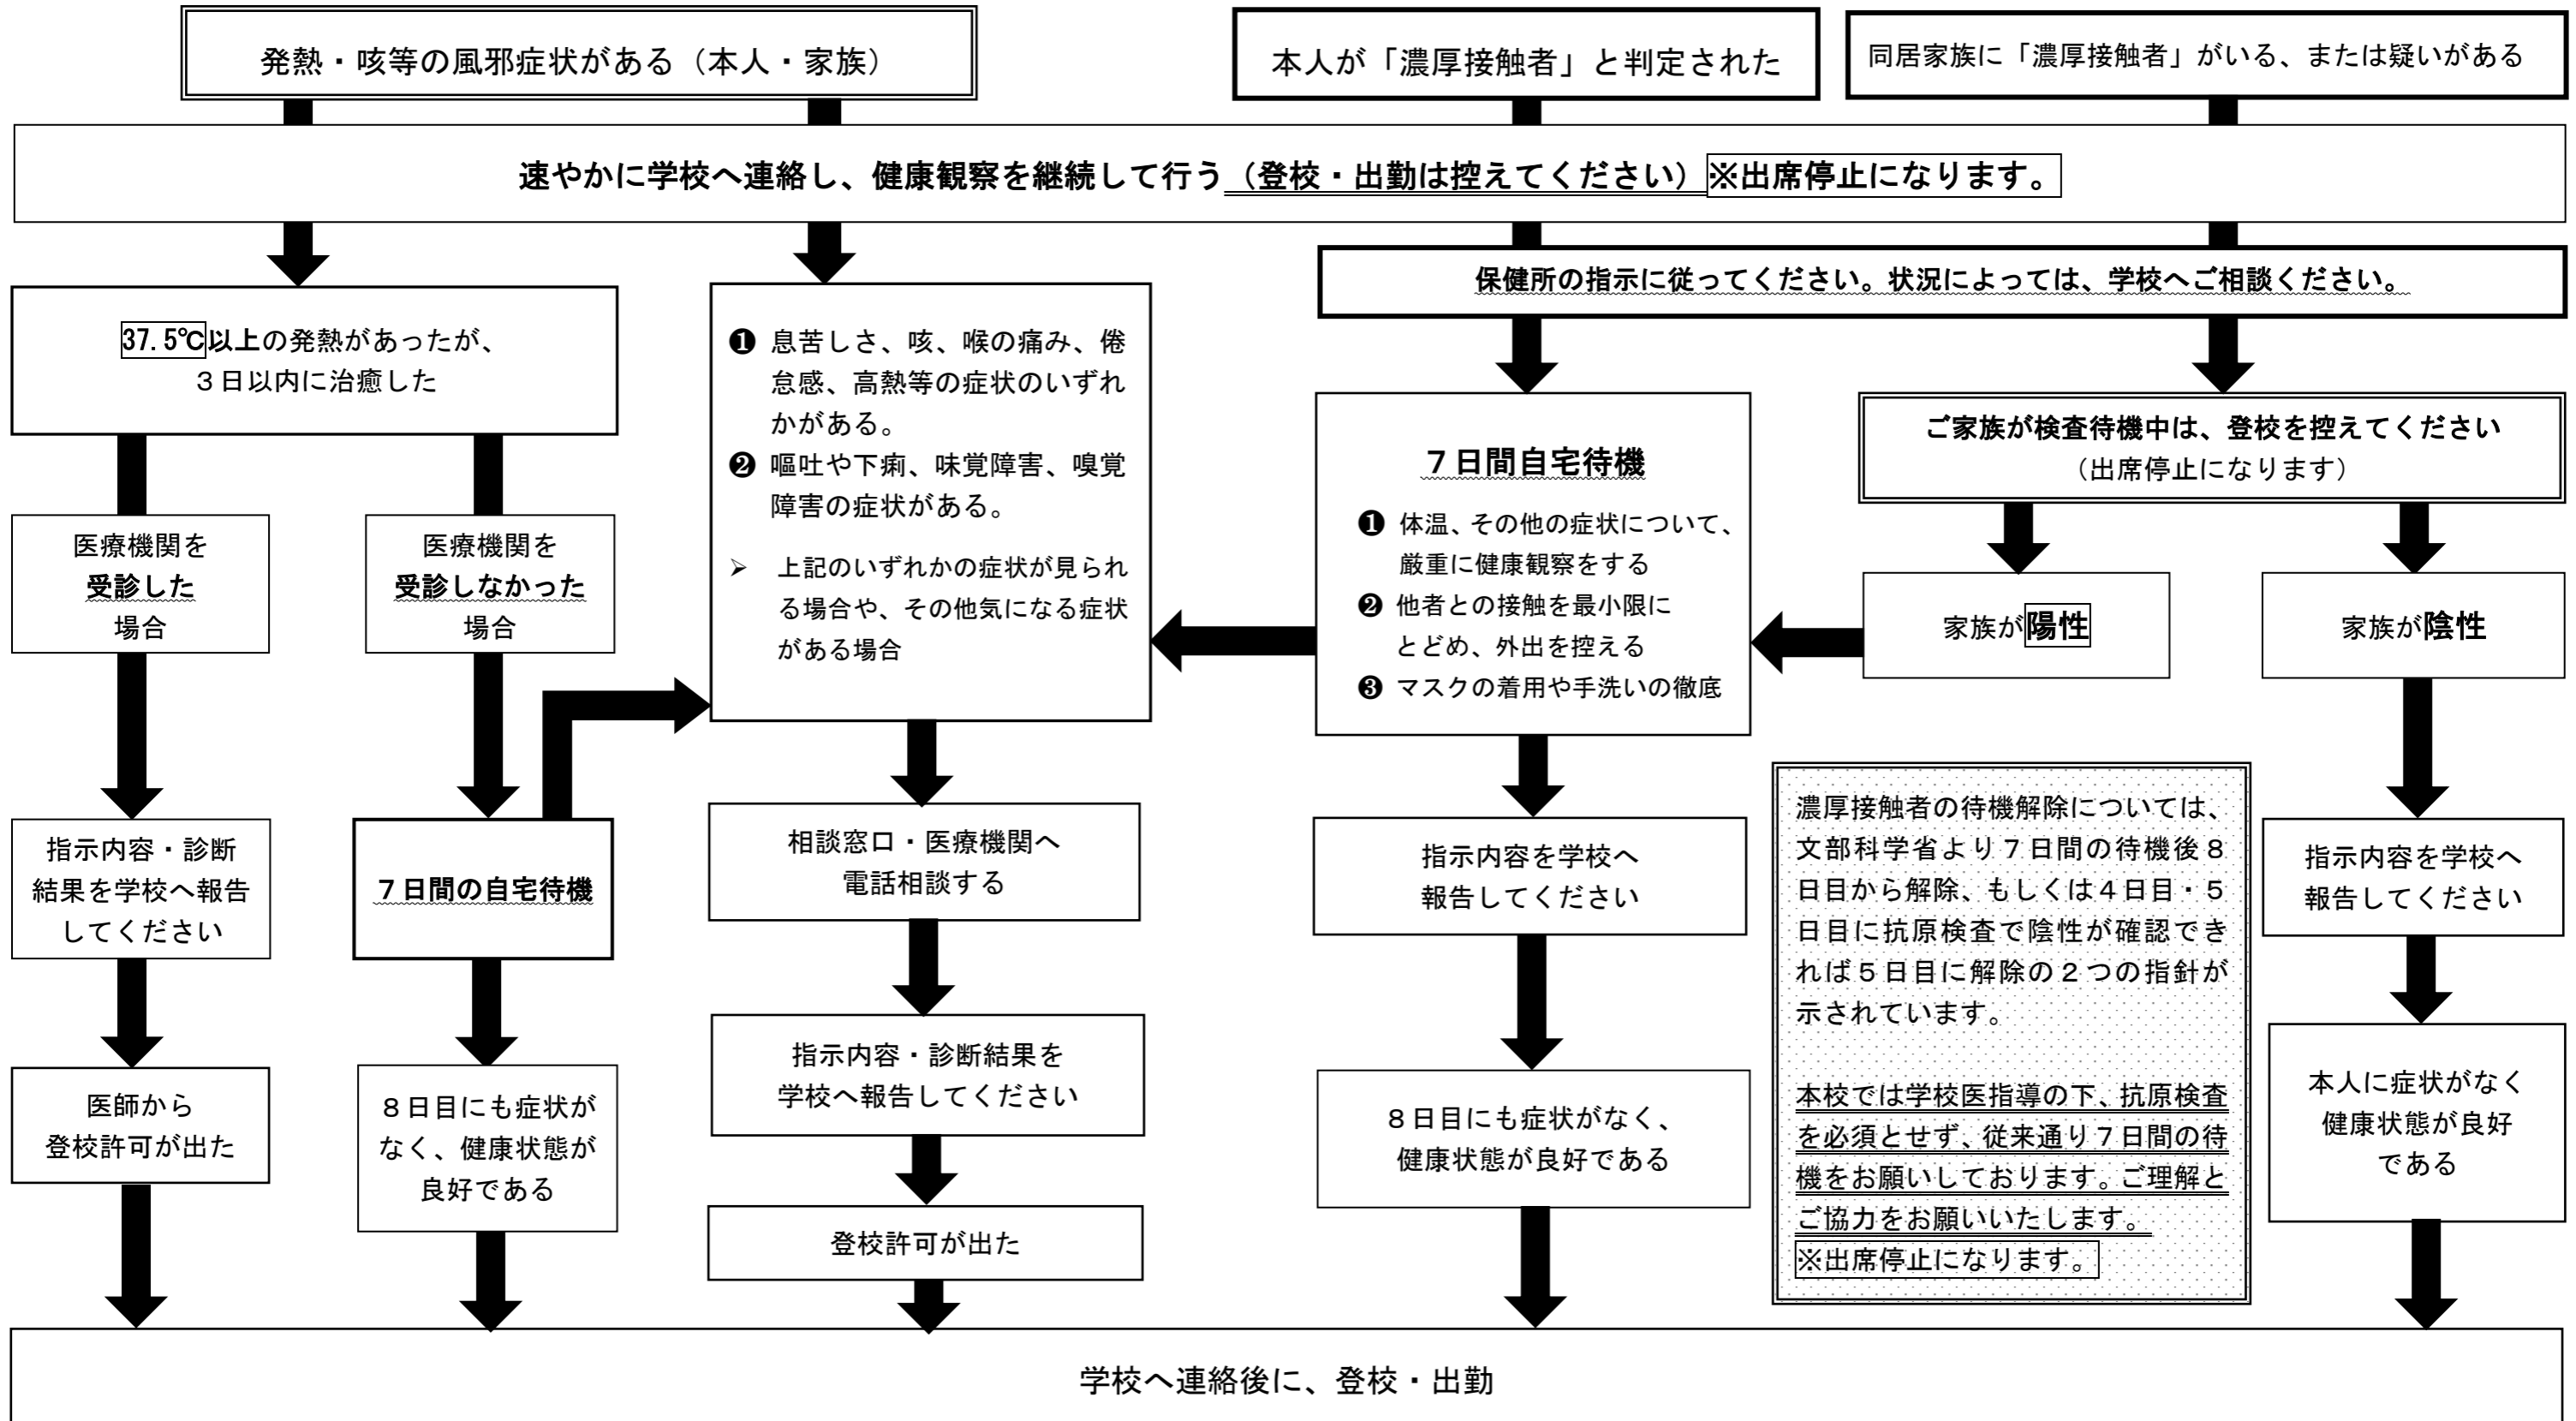 発熱・咳等の風邪症状がある（本人・家族）
本人が「濃厚接触者」と判定された
同居家族に「濃厚接触者」がいる、または疑いがある
速やかに学校へ連絡し、健康観察を継続して行う（登校・出勤は控えてください）※出席停止になります。
保健所の指示に従ってください。状況によっては、学校へご相談ください。
37.5℃以上の発熱があったが、
３日以内に治癒した
医療機関を
受診した
場合
医療機関を
受診しなかった
場合
指示内容・診断
結果を学校へ報告
してください
７日間の自宅待機
医師から
登校許可が出た
８日目にも症状が
なく、健康状態が
良好である
❶ 息苦しさ、咳、喉の痛み、倦
怠感、高熱等の症状のいずれ
かがある。
❷ 嘔吐や下痢、味覚障害、嗅覚
障害の症状がある。
➢ 上記のいずれかの症状が見られ
る場合や、その他気になる症状
がある場合
相談窓口・医療機関へ
電話相談する
指示内容・診断結果を
学校へ報告してください
登校許可が出た
７日間自宅待機
❶ 体温、その他の症状について、
厳重に健康観察をする
❷ 他者との接触を最小限に
とどめ、外出を控える
❸ マスクの着用や手洗いの徹底
指示内容を学校へ
報告してください
８日目にも症状がなく、
健康状態が良好である
ご家族が検査待機中は、登校を控えてください
（出席停止になります）
家族が陽性
家族が陰性
濃厚接触者の待機解除については、
文部科学省より７日間の待機後８
日目から解除、もしくは４日目・５
日目に抗原検査で陰性が確認でき
れば５日目に解除の２つの指針が
示されています。
本校では学校医指導の下、抗原検査
を必須とせず、従来通り７日間の待
機をお願いしております。ご理解と
ご協力をお願いいたします。
※出席停止になります。
指示内容を学校へ
報告してください
本人に症状がなく
健康状態が良好
である
学校へ連絡後に、登校・出勤